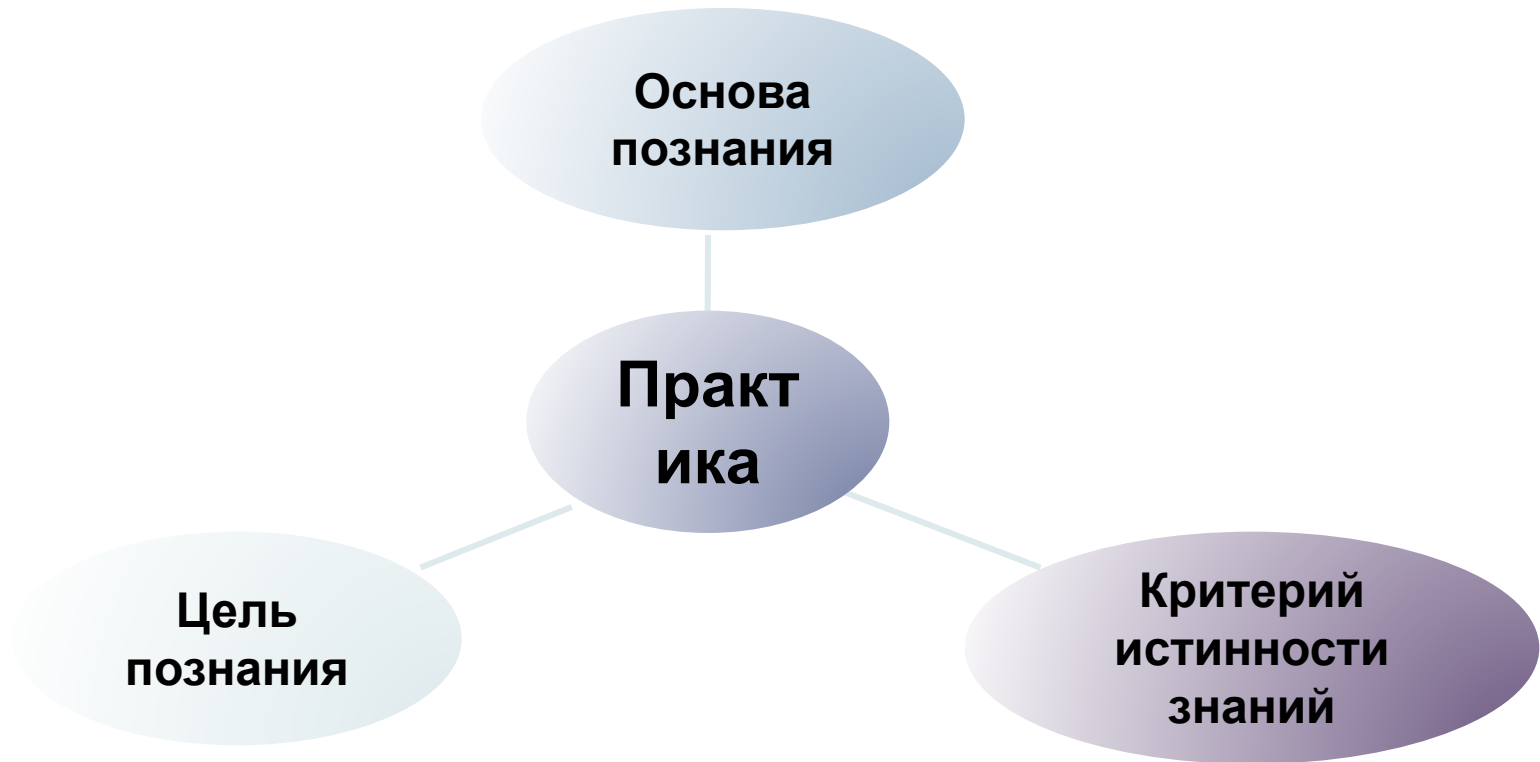 Основа
познания
Практ
ика
Цель
познания
Критерий
истинности
знаний